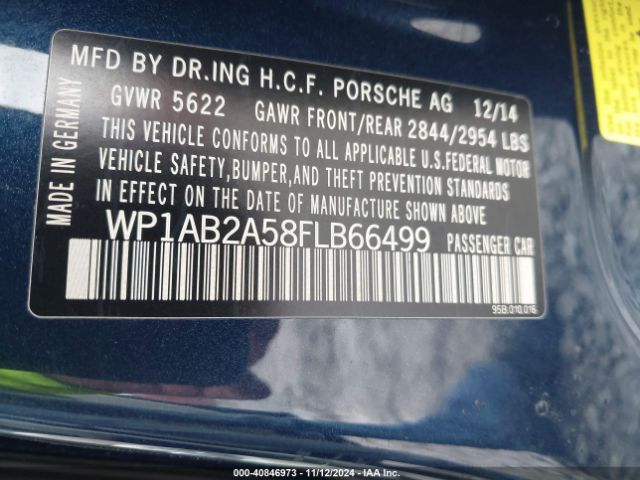 MFD BY DR.ING H.C.F. PORSCHE AG 12/14
GVWR 5622 GAWR FRONT/REAR 2844/2954 LBS
THIS VEHICLE CONFORMS TO ALL APPLICABLE U.S.FEDERAL MOTOR
VEHICLE SAFETY,BUMPER,AND THEFT PREVENTION STANDARDS
IN EFFECT ON THE DATE OF MANUFACTURE SHOWN ABOVE.
WP1AB2A58FLB66499 PASSENGER CAR
MADE IN GERMANY
95B.010.016
000-40846973 - 11/12/2024 - IAA Inc.